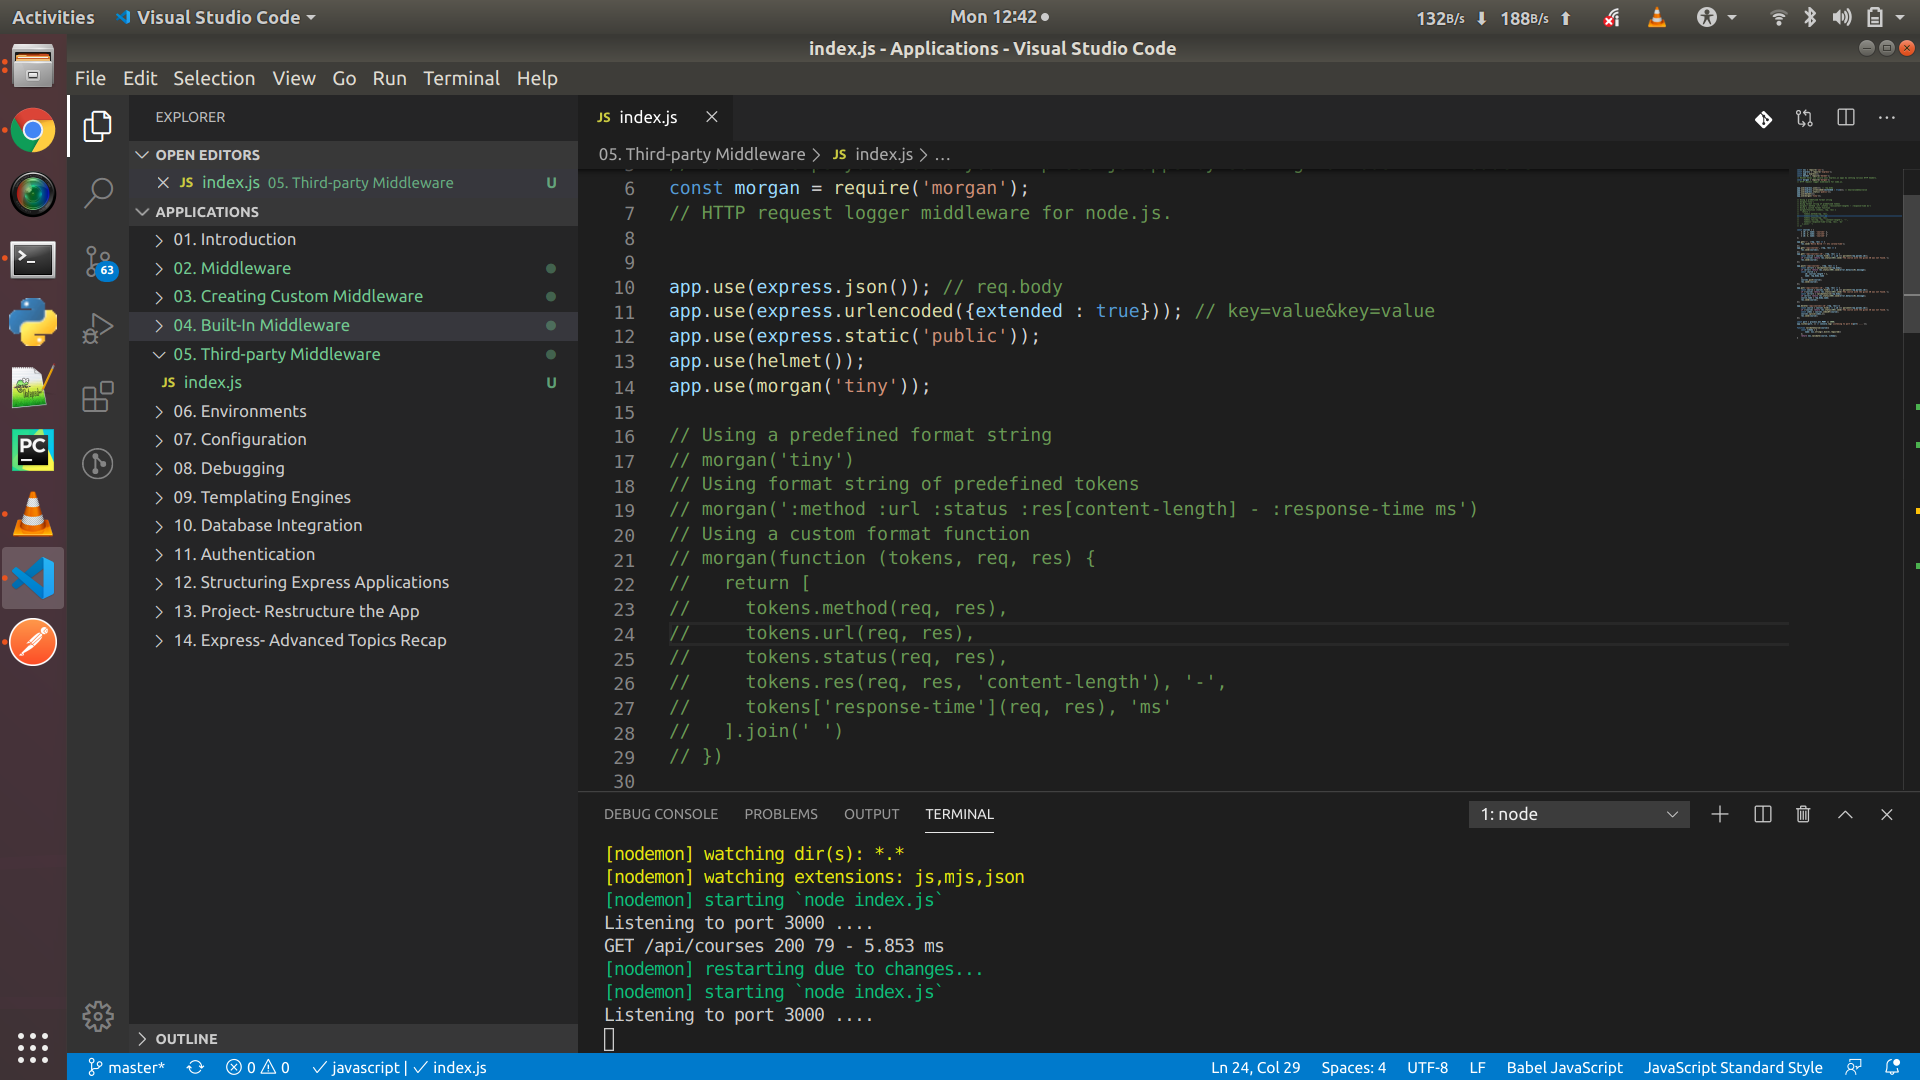 Activities
Visual Studio Code
Mon 12:42
132B/s 188B/s
index.js - Applications - Visual Studio Code
File Edit Selection View Go Run Terminal Help
EXPLORER
OPEN EDITORS
JS index.js 05. Third-party Middleware U
APPLICATIONS
01. Introduction
02. Middleware
03. Creating Custom Middleware
04. Built-In Middleware
05. Third-party Middleware
JS index.js U
06. Environments
07. Configuration
08. Debugging
09. Templating Engines
10. Database Integration
11. Authentication
12. Structuring Express Applications
13. Project- Restructure the App
14. Express- Advanced Topics Recap
OUTLINE
63
PC
JS index.js
05. Third-party Middleware > JS index.js > ...
6 const morgan = require('morgan');
7 // HTTP request logger middleware for node.js.
8
9
10 app.use(express.json()); // req.body
11 app.use(express.urlencoded({extended : true})); // key=value&key=value
12 app.use(express.static('public'));
13 app.use(helmet());
14 app.use(morgan('tiny'));
15
16 // Using a predefined format string
17 // morgan('tiny')
18 // Using format string of predefined tokens
19 // morgan(':method :url :status :res[content-length] - :response-time ms')
20 // Using a custom format function
21 // morgan(function (tokens, req, res) {
22 //   return [
23 //     tokens.method(req, res),
24 //     tokens.url(req, res),
25 //     tokens.status(req, res),
26 //     tokens.res(req, res, 'content-length'), '-',
27 //     tokens['response-time'](req, res), 'ms'
28 //   ].join(' ')
29 // })
30
DEBUG CONSOLE PROBLEMS OUTPUT TERMINAL
1: node
[nodemon] watching dir(s): *.*
[nodemon] watching extensions: js,mjs,json
[nodemon] starting `node index.js`
Listening to port 3000 ....
GET /api/courses 200 79 - 5.853 ms
[nodemon] restarting due to changes...
[nodemon] starting `node index.js`
Listening to port 3000 ....
master* 0 0 javascript | index.js
Ln 24, Col 29 Spaces: 4 UTF-8 LF Babel JavaScript JavaScript Standard Style